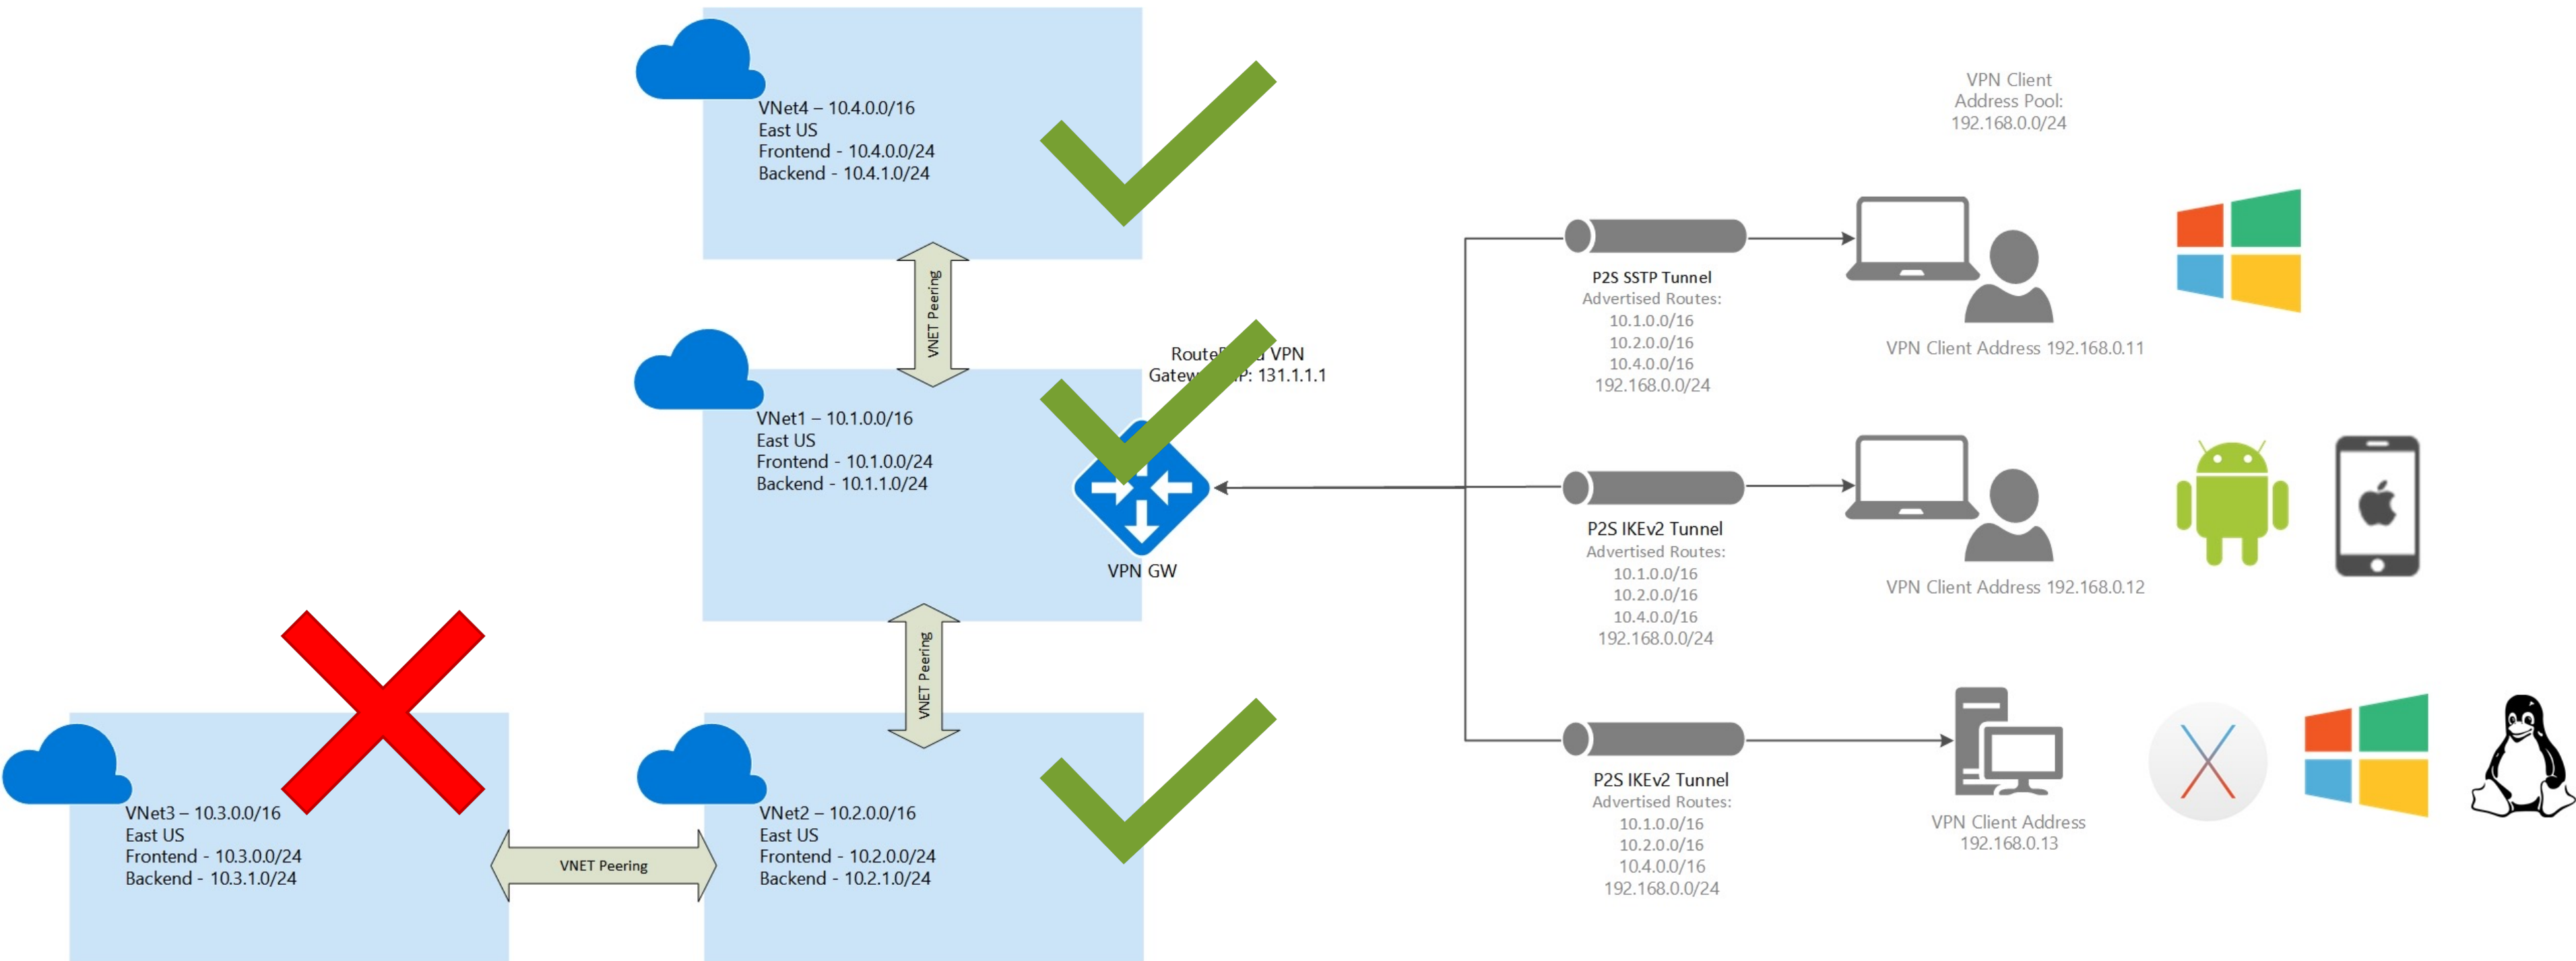 VNet4 – 10.4.0.0/16
East US
Frontend - 10.4.0.0/24
Backend - 10.4.1.0/24
VNET Peering
VNet1 – 10.1.0.0/16
East US
Frontend - 10.1.0.0/24
Backend - 10.1.1.0/24
VPN
131.1.1.1
VPN GW
VNET Peering
VNet3 – 10.3.0.0/16
East US
Frontend - 10.3.0.0/24
Backend - 10.3.1.0/24
VNET Peering
VNet2 – 10.2.0.0/16
East US
Frontend - 10.2.0.0/24
Backend - 10.2.1.0/24
P2S SSTP Tunnel
Advertised Routes:
10.1.0.0/16
10.2.0.0/16
10.4.0.0/16
192.168.0.0/24
P2S IKEv2 Tunnel
Advertised Routes:
10.1.0.0/16
10.2.0.0/16
10.4.0.0/16
192.168.0.0/24
P2S IKEv2 Tunnel
Advertised Routes:
10.1.0.0/16
10.2.0.0/16
10.4.0.0/16
192.168.0.0/24
VPN Client
Address Pool:
192.168.0.0/24
VPN Client Address 192.168.0.11
VPN Client Address 192.168.0.12
VPN Client Address
192.168.0.13